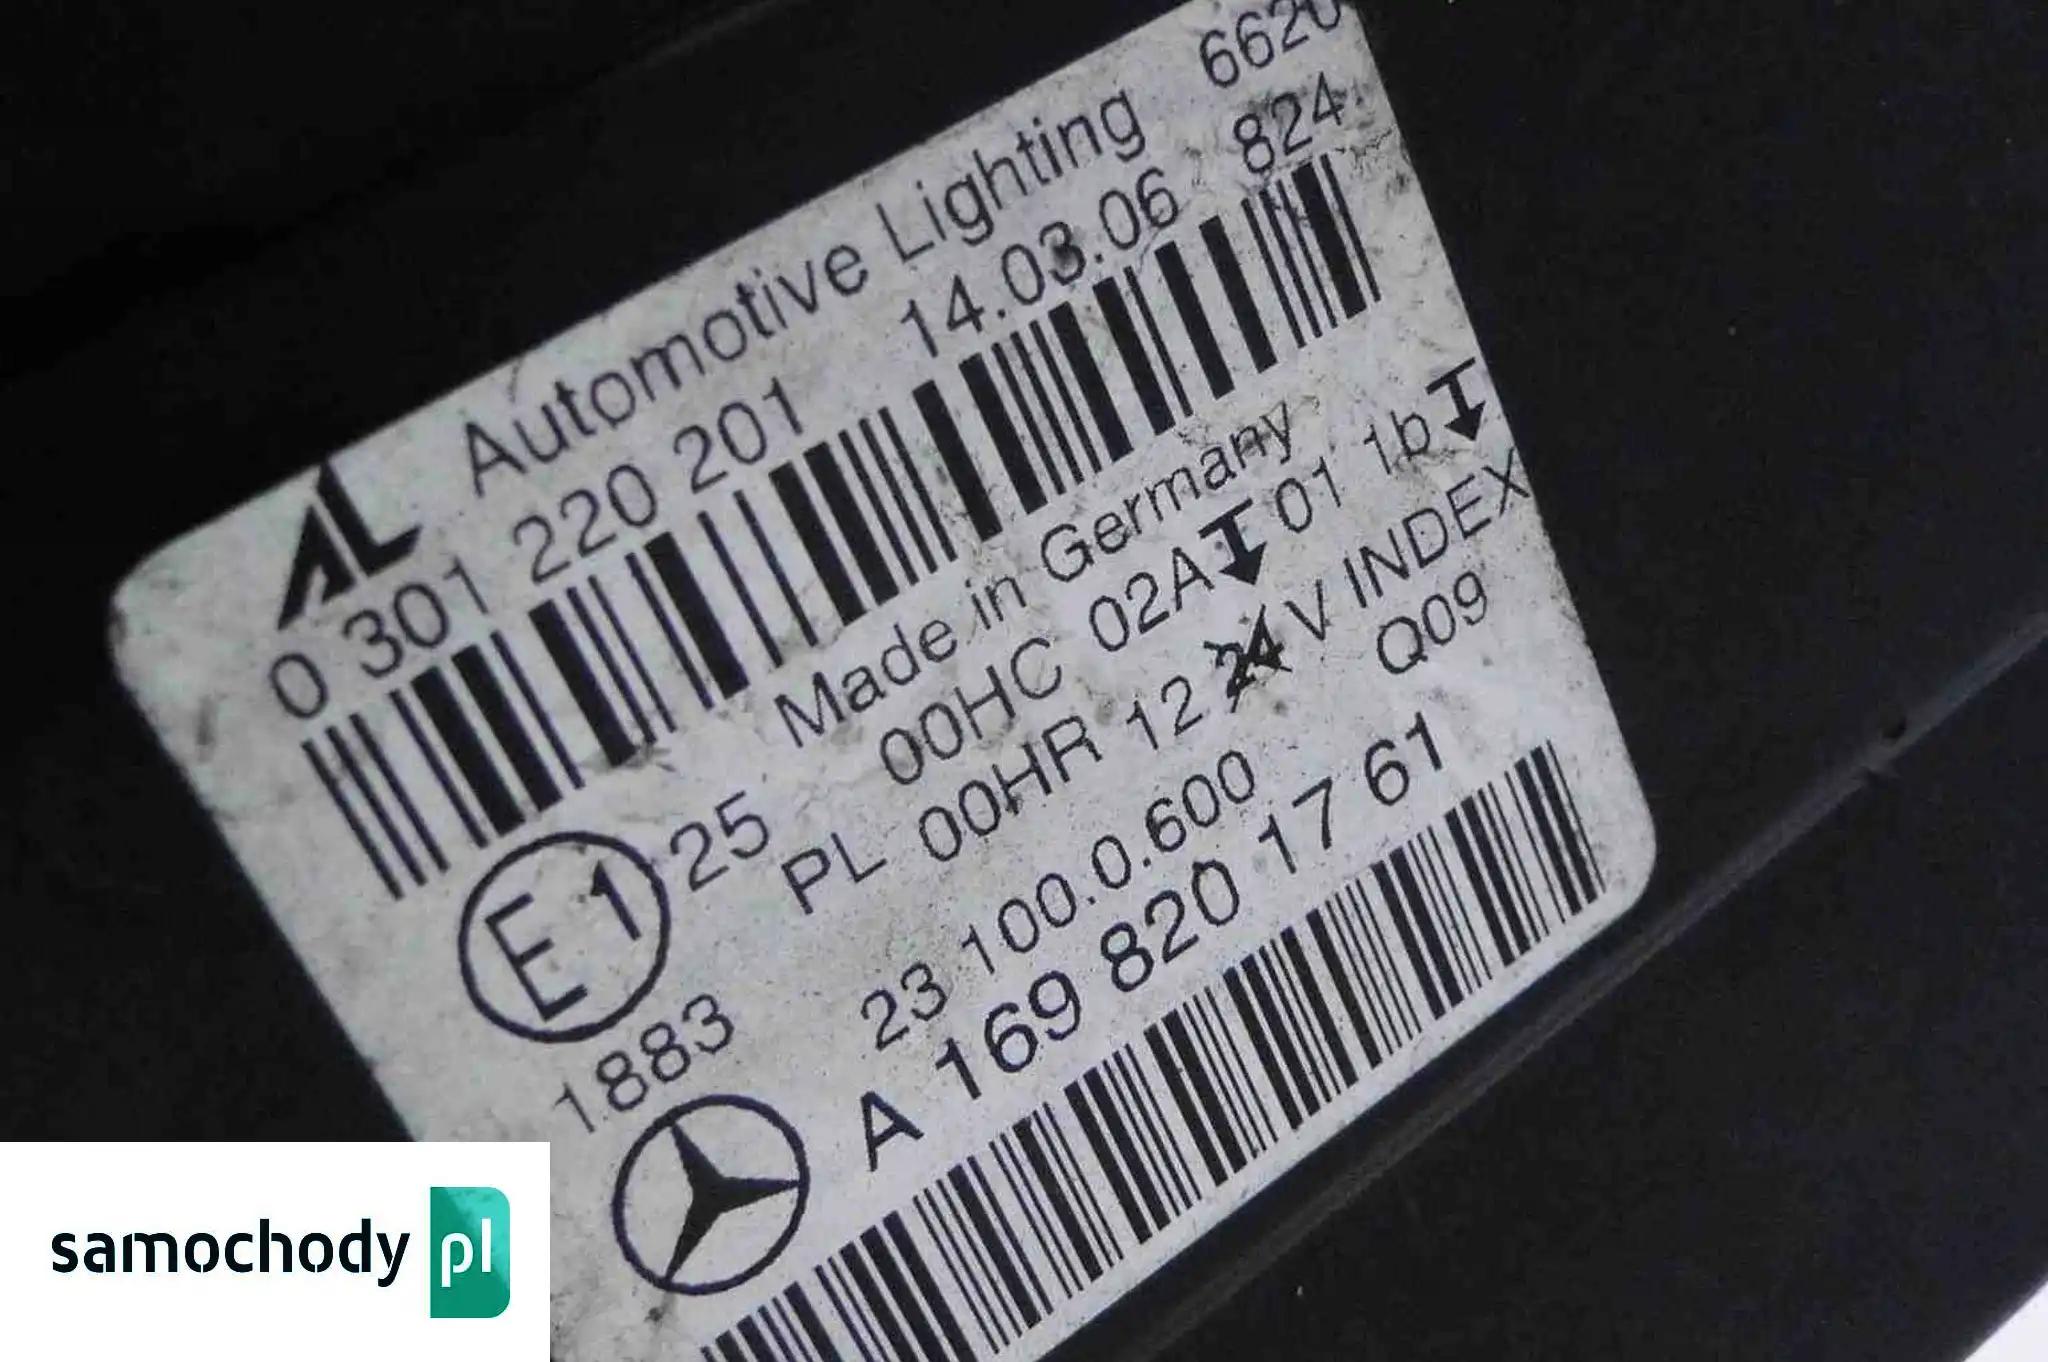 AL Automotive Lighting 6620
0 301 220 201 14.03.06 824
Made in Germany
E1 25 00HC 02A 01 1b
PL 00HR 12 24 V INDEX
1883 23 100.0.600 Q09
A 169 820 17 61
samochody pl